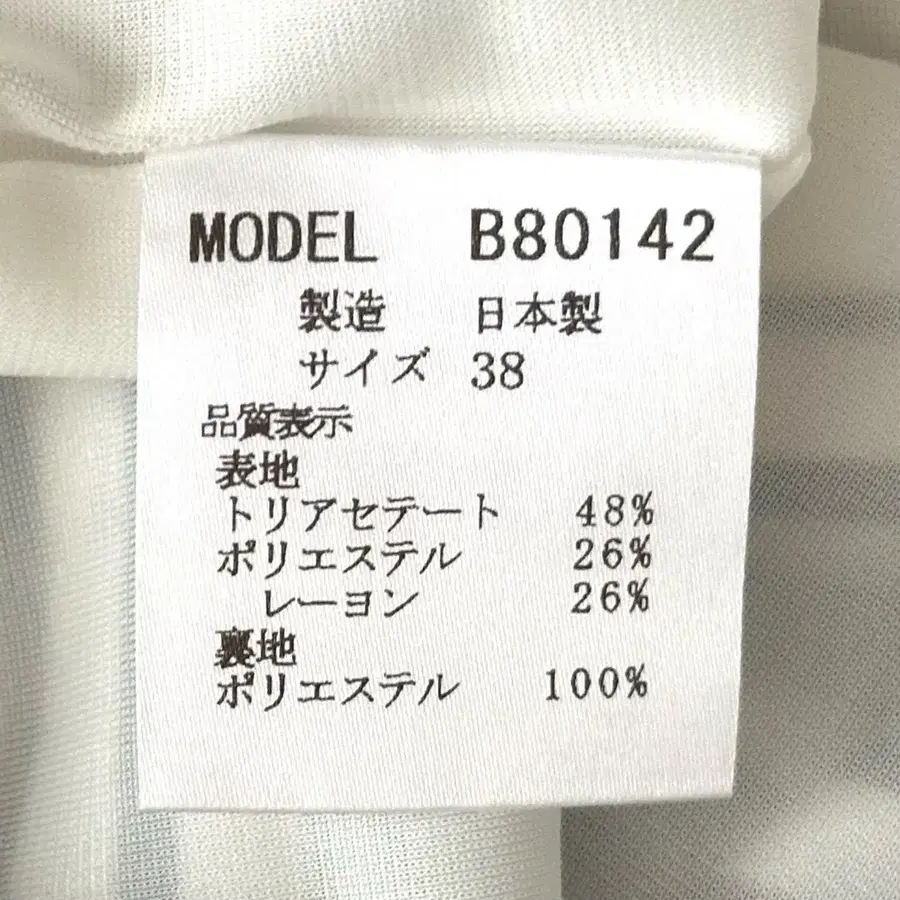 MODEL B80142
製造 日本製
サイズ 38
品質表示
表地
トリアセテート 48%
ポリエステル 26%
レーヨン 26%
裏地
ポリエステル 100%